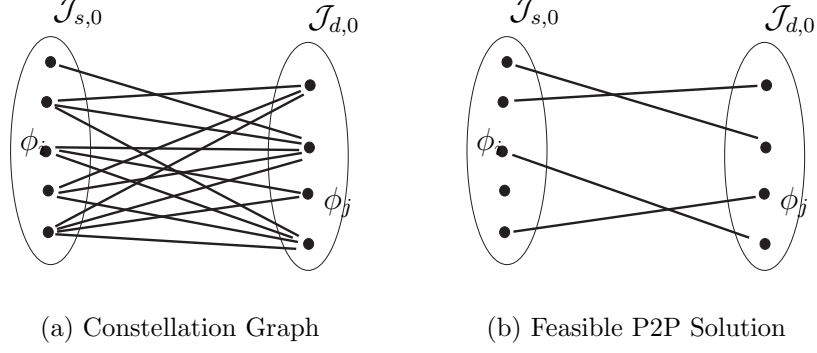 𝒥s,0
𝒥d,0
ϕi
ϕj
(a) Constellation Graph
𝒥s,0
𝒥d,0
ϕi
ϕj
(b) Feasible P2P Solution